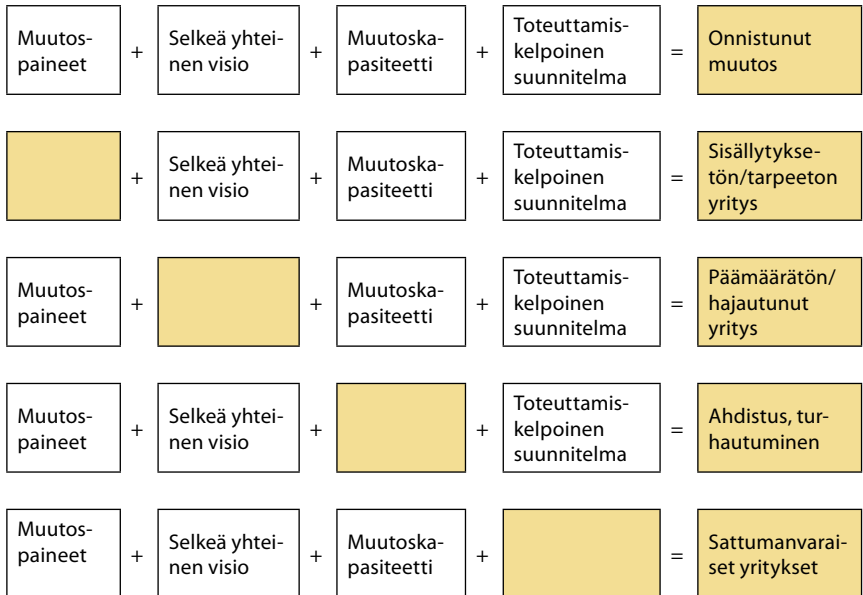 Muutos-
paineet
+
Selkeä yhtei-
nen visio
+
Muutoska-
pasiteetti
+
Toteuttamis-
kelpoinen
suunnitelma
=
Onnistunut
muutos
+
Selkeä yhtei-
nen visio
+
Muutoska-
pasiteetti
+
Toteuttamis-
kelpoinen
suunnitelma
=
Sisällytykse-
tön/tarpeeton
yritys
Muutos-
paineet
+
+
Muutoska-
pasiteetti
+
Toteuttamis-
kelpoinen
suunnitelma
=
Päämäärätön/
hajautunut
yritys
Muutos-
paineet
+
Selkeä yhtei-
nen visio
+
+
Toteuttamis-
kelpoinen
suunnitelma
=
Ahdistus, tur-
hautuminen
Muutos-
paineet
+
Selkeä yhtei-
nen visio
+
Muutoska-
pasiteetti
+
=
Sattumanvarai-
set yritykset